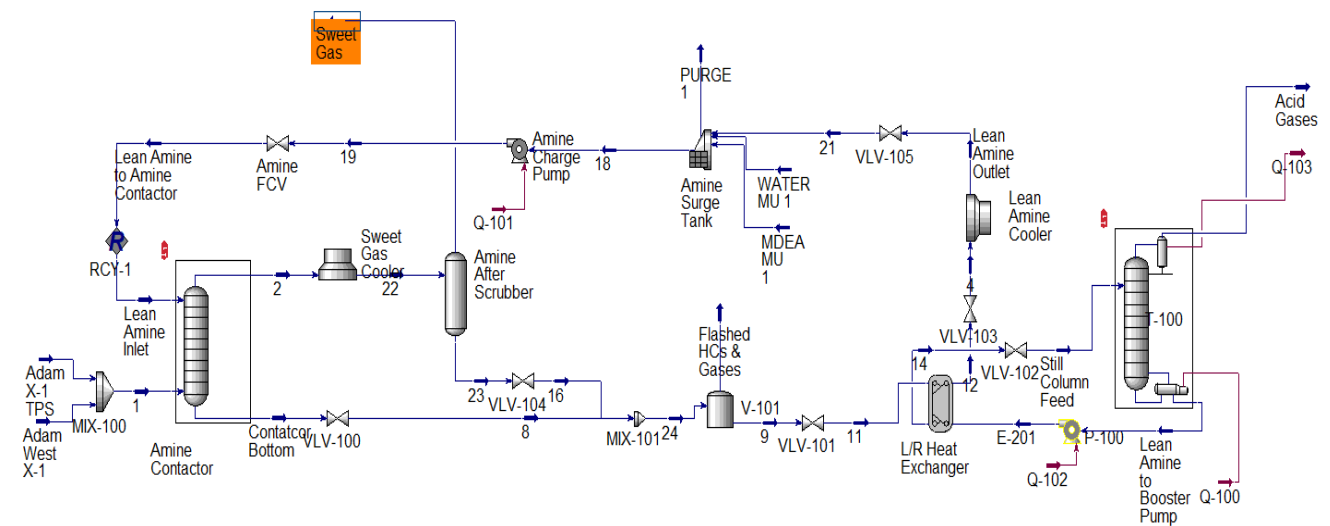 Sweet
Gas
PURGE
1
Acid
Gases
Lean Amine
to Amine
Contactor
Amine
FCV
19
Amine
Charge
Pump
18
Q-101
Amine
Surge
Tank
WATER
MU 1
MDEA
MU
1
21
VLV-105
Lean
Amine
Outlet
Lean
Amine
Cooler
Q-103
R
RCY-1
Lean
Amine
Inlet
2
Sweet
Gas
Cooler
22
Amine
After
Scrubber
4
VLV-103
T-100
Adam
X-1
TPS
Adam
West
X-1
MIX-100
1
Amine
Contactor
Contatcor
Bottom
VLV-100
8
23
VLV-104
16
MIX-101
24
Flashed
HCs &
Gases
V-101
9
VLV-101
11
14
12
VLV-102
Still
Column
Feed
L/R Heat
Exchanger
E-201
P-100
Q-102
Lean
Amine
to
Booster
Pump
Q-100